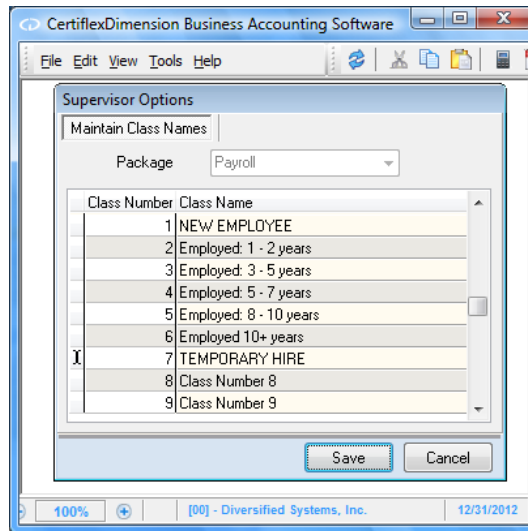 CertiflexDimension Business Accounting Software
File Edit View Tools Help
Supervisor Options
Maintain Class Names
Package Payroll
Class Number Class Name
1 NEW EMPLOYEE
2 Employed: 1 - 2 years
3 Employed: 3 - 5 years
4 Employed: 5 - 7 years
5 Employed: 8 - 10 years
6 Employed 10+ years
7 TEMPORARY HIRE
8 Class Number 8
9 Class Number 9
Save Cancel
100% [00] - Diversified Systems, Inc. 12/31/2012